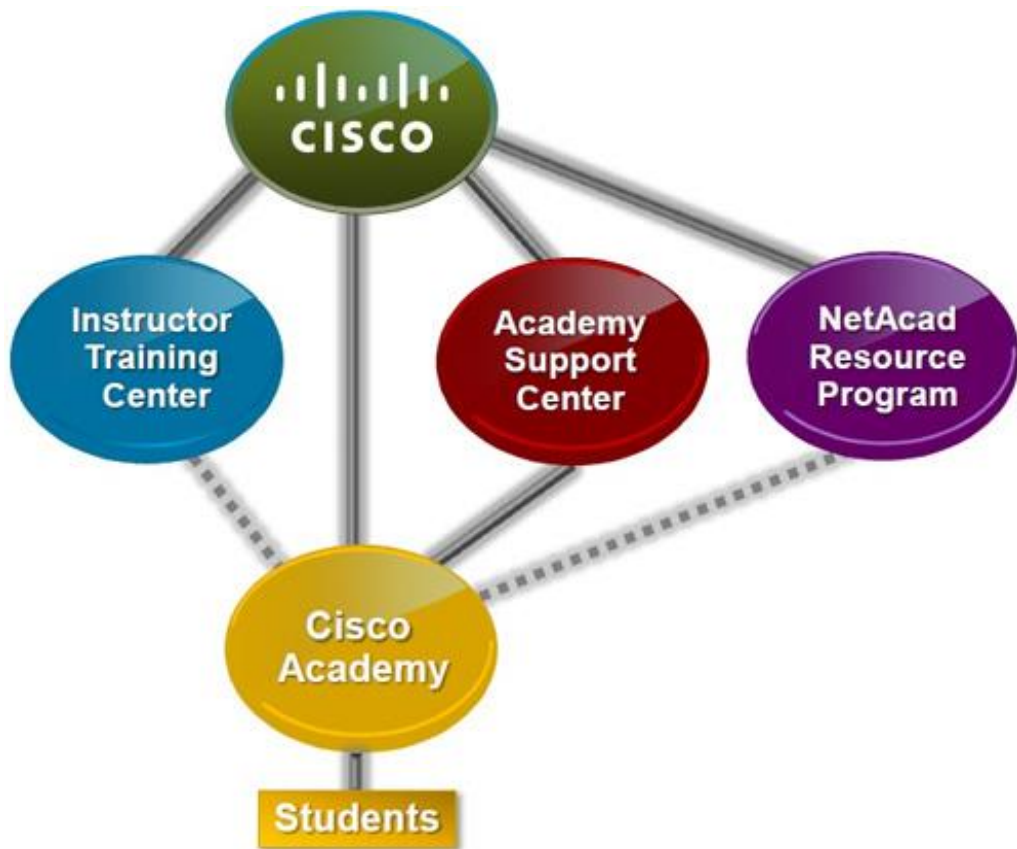 CISCO
Instructor
Training
Center
Academy
Support
Center
NetAcad
Resource
Program
Cisco
Academy
Students